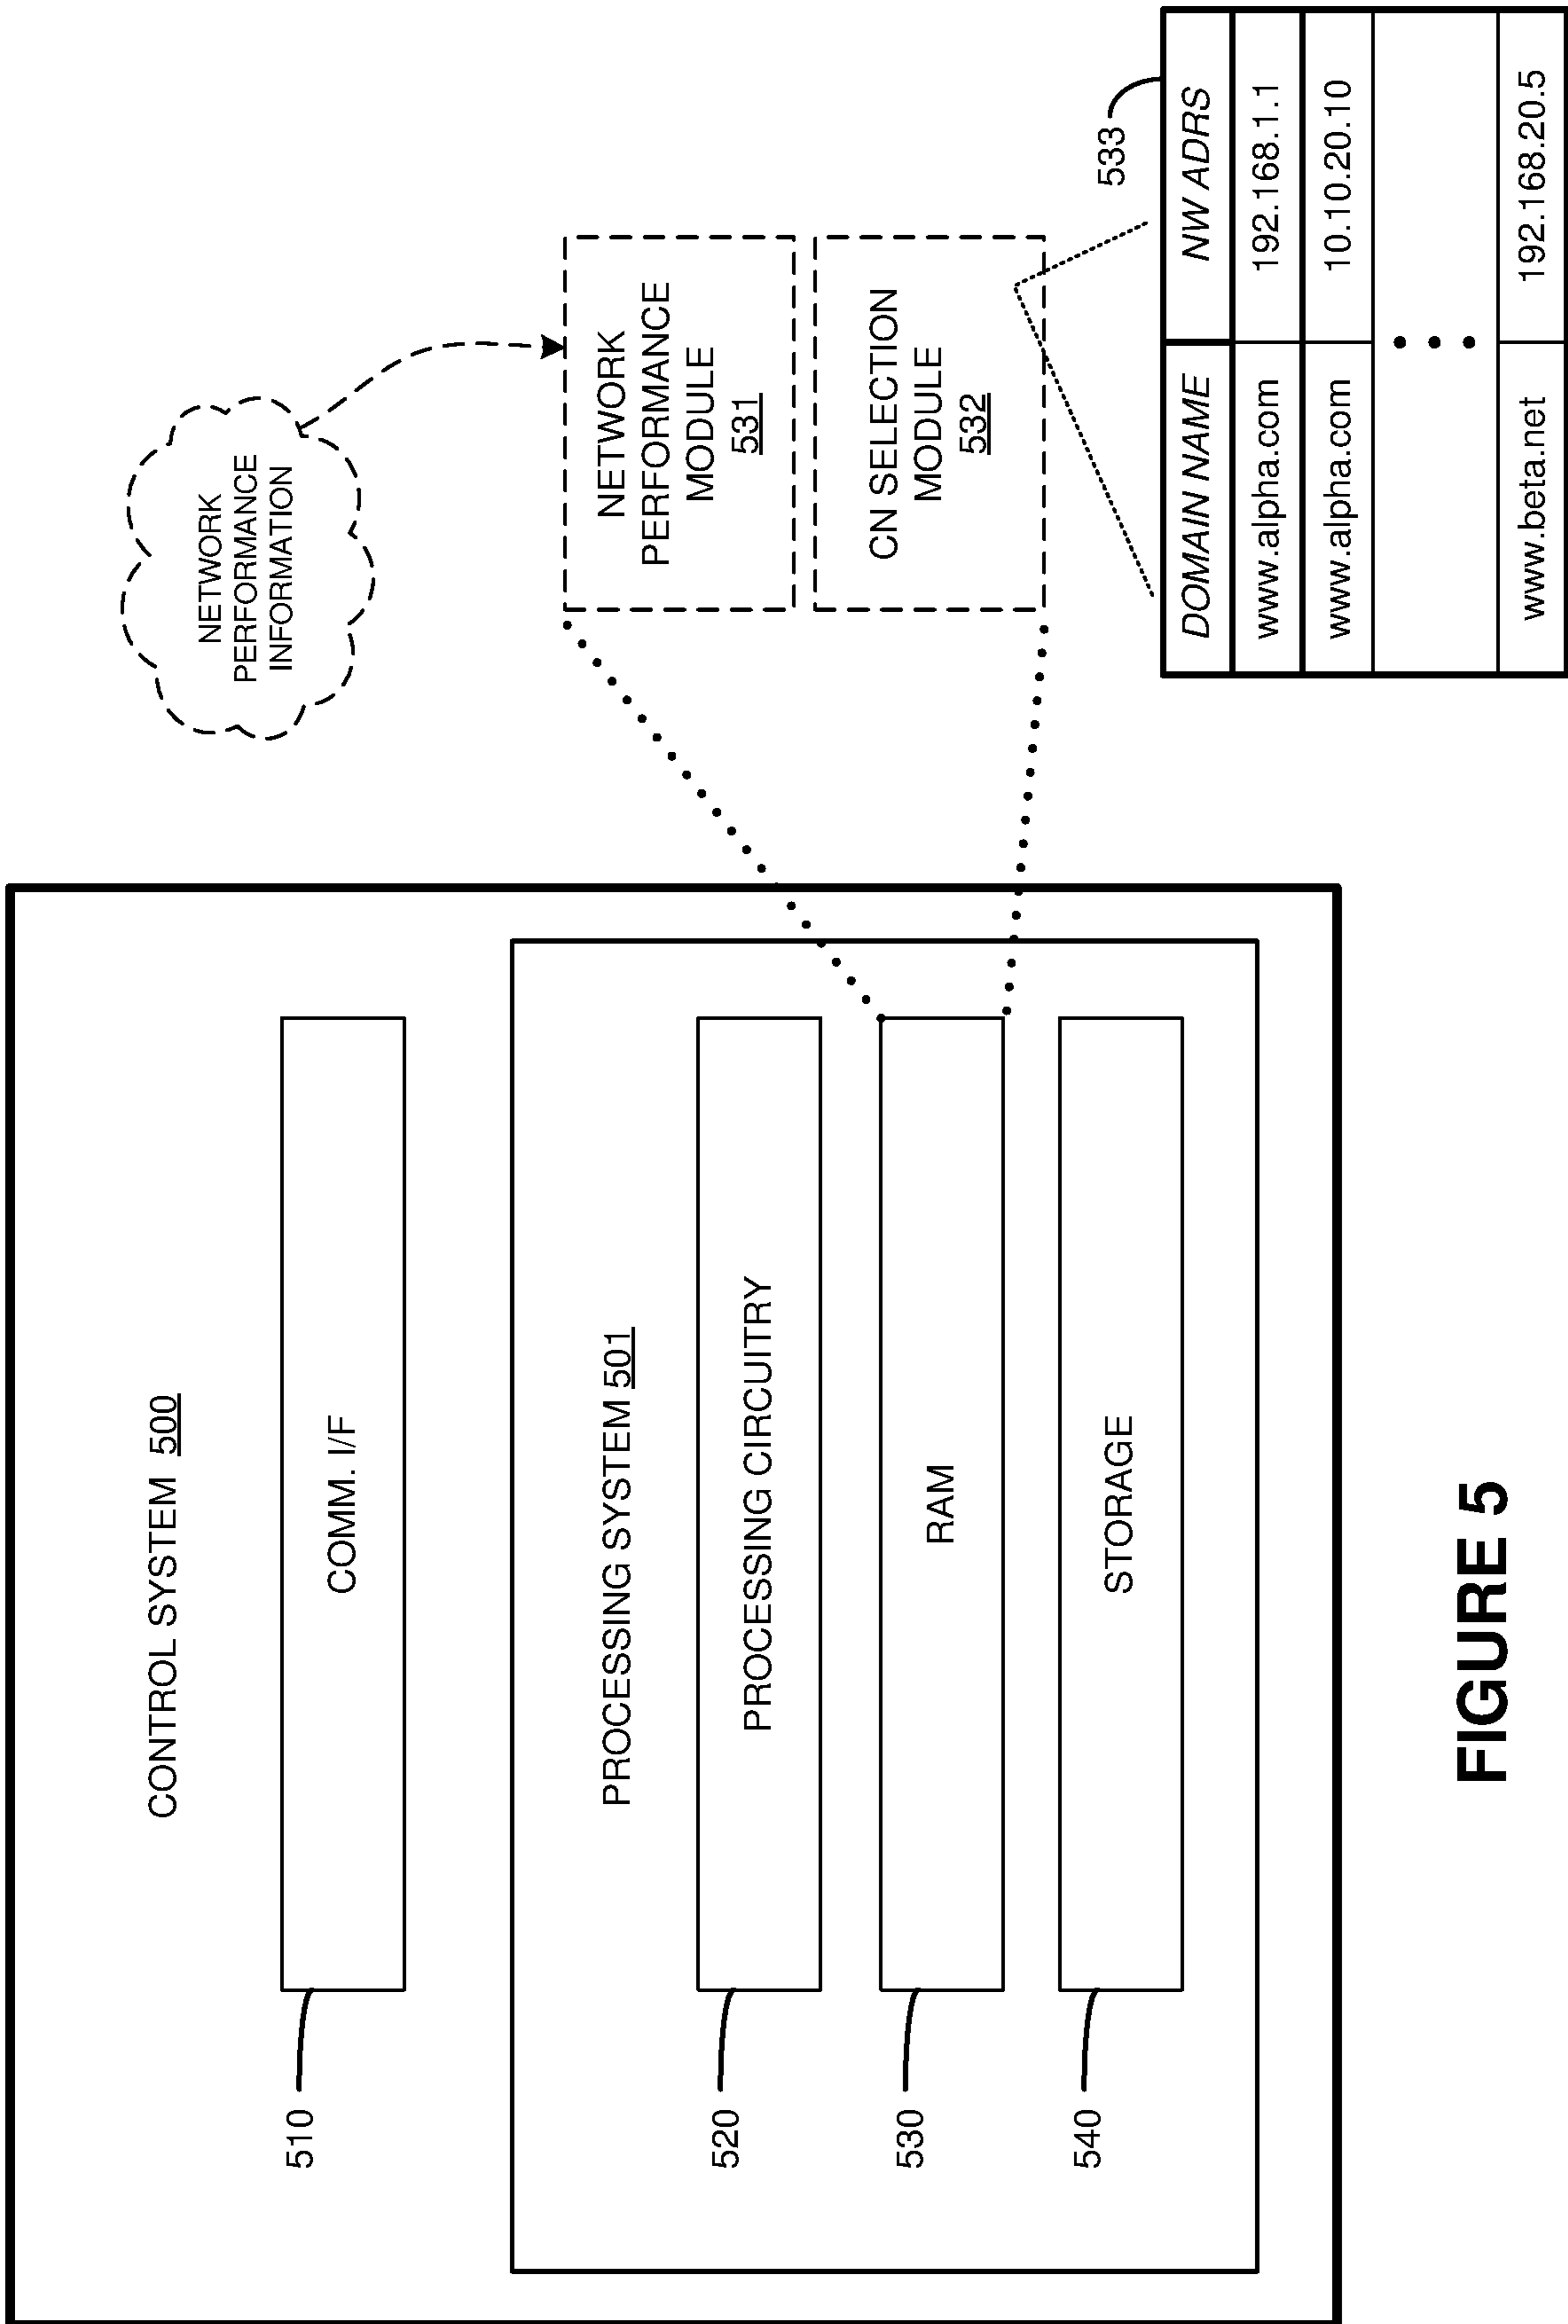 CONTROL SYSTEM 500
510
COMM. I/F
PROCESSING SYSTEM 501
520
PROCESSING CIRCUITRY
530
RAM
540
STORAGE
NETWORK
PERFORMANCE
INFORMATION
NETWORK
PERFORMANCE
MODULE
531
CN SELECTION
MODULE
532
533
DOMAIN NAME NW ADRS
www.alpha.com 192.168.1.1
www.alpha.com 10.10.20.10
www.beta.net 192.168.20.5
FIGURE 5